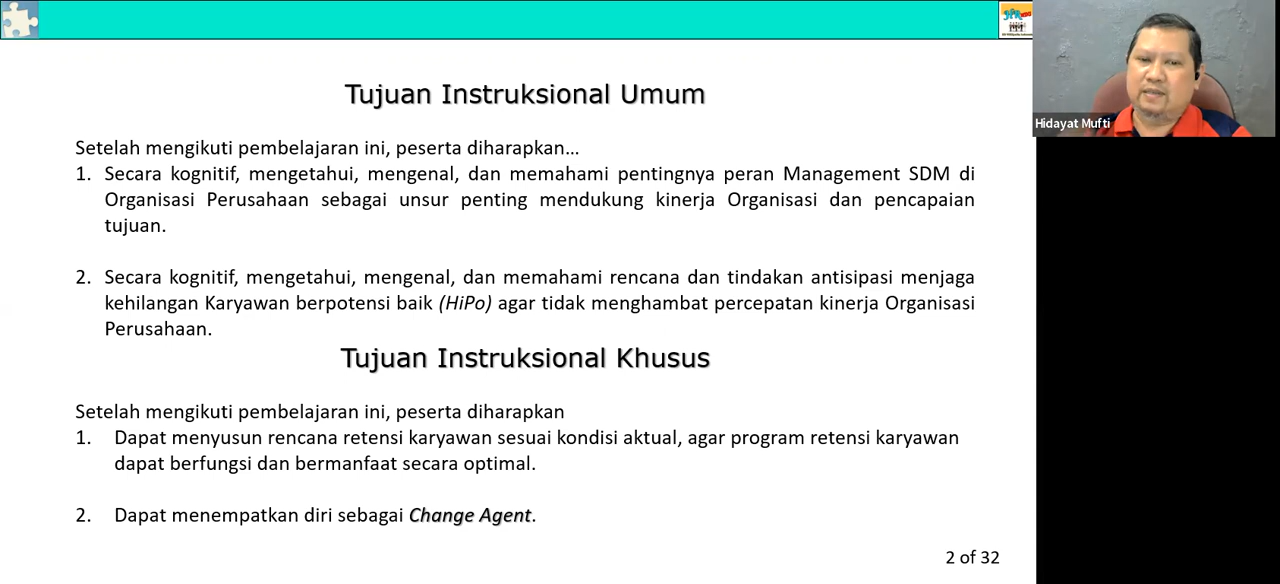 Tujuan Instruksional Umum
Setelah mengikuti pembelajaran ini, peserta diharapkan...
1. Secara kognitif, mengetahui, mengenal, dan memahami pentingnya peran Management SDM di
Organisasi Perusahaan sebagai unsur penting mendukung kinerja Organisasi dan pencapaian
tujuan.
2. Secara kognitif, mengetahui, mengenal, dan memahami rencana dan tindakan antisipasi menjaga
kehilangan Karyawan berpotensi baik (HiPo) agar tidak menghambat percepatan kinerja Organisasi
Perusahaan.
Tujuan Instruksional Khusus
Setelah mengikuti pembelajaran ini, peserta diharapkan
1. Dapat menyusun rencana retensi karyawan sesuai kondisi aktual, agar program retensi karyawan
dapat berfungsi dan bermanfaat secara optimal.
2. Dapat menempatkan diri sebagai Change Agent.
2 of 32
Hidayat Mufti